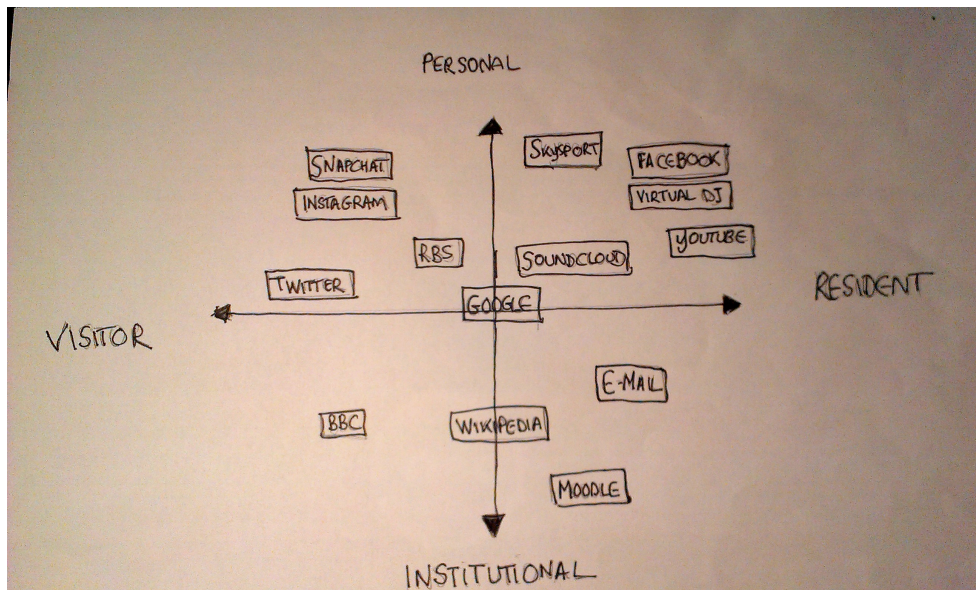 PERSONAL
SKYSPORT
SNAPCHAT
FACEBOOK
INSTAGRAM
VIRTUAL DJ
RBS
SOUNDCLOUD
YOUTUBE
TWITTER
GOOGLE
RESIDENT
VISITOR
E-MAIL
BBC
WIKIPEDIA
MOODLE
INSTITUTIONAL